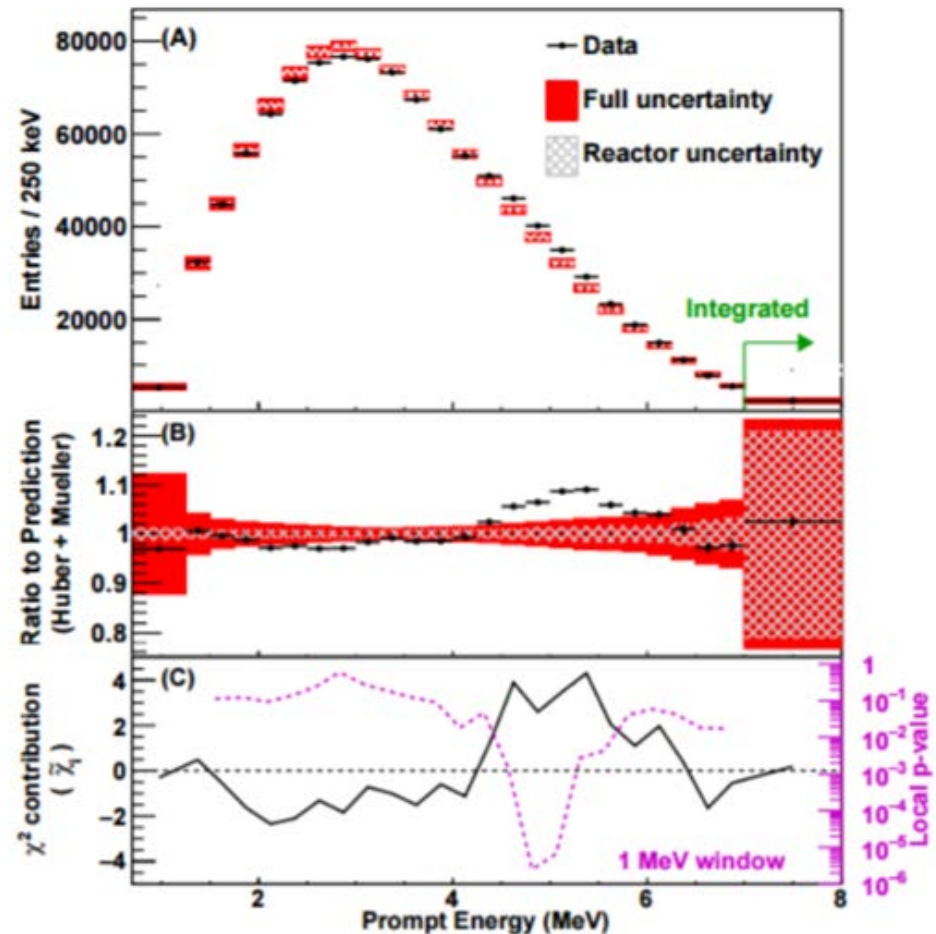 (A)
Data
Full uncertainty
Reactor uncertainty
Integrated
Entries / 250 keV
80000
60000
40000
20000
(B)
Ratio to Prediction
(Huber + Mueller)
1.2
1.1
1
0.9
0.8
(C)
χ² contribution
( χ̃ᵢ )
4
2
0
−2
−4
1 MeV window
1
10⁻¹
10⁻²
10⁻³
10⁻⁴
10⁻⁵
10⁻⁶
Local p-value
2 4 6 8
Prompt Energy (MeV)